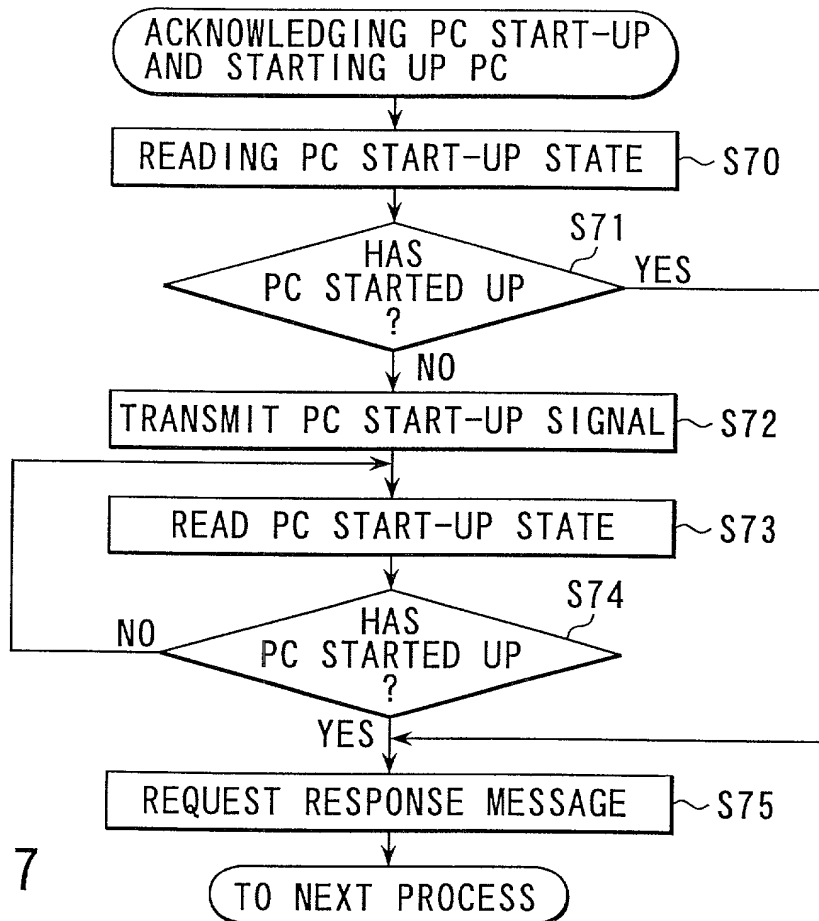 ACKNOWLEDGING PC START-UP
AND STARTING UP PC
READING PC START-UP STATE
S70
S71
HAS
PC STARTED UP
?
YES
NO
TRANSMIT PC START-UP SIGNAL
S72
READ PC START-UP STATE
S73
S74
HAS
PC STARTED UP
?
NO
YES
REQUEST RESPONSE MESSAGE
S75
7
TO NEXT PROCESS